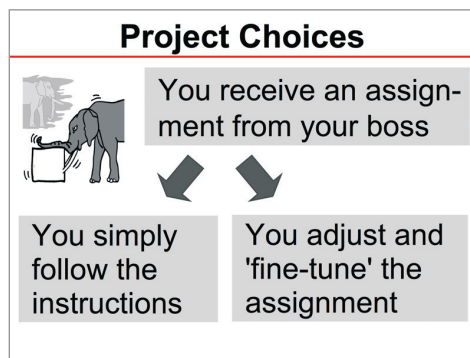 Project Choices
You receive an assign-
ment from your boss
You simply
follow the
instructions
You adjust and
'fine-tune' the
assignment